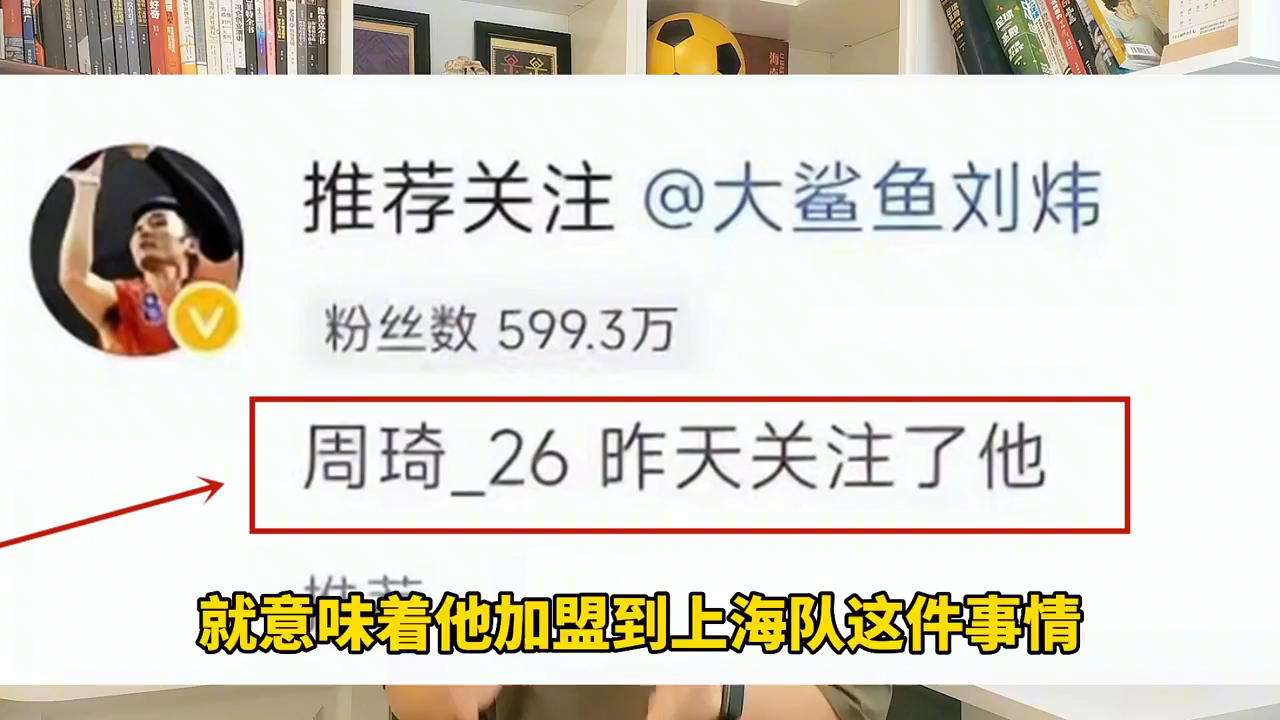 推荐关注 @大鲨鱼刘炜
粉丝数 599.3万
周琦_26 昨天关注了他
推荐
就意味着他加盟到上海队这件事情